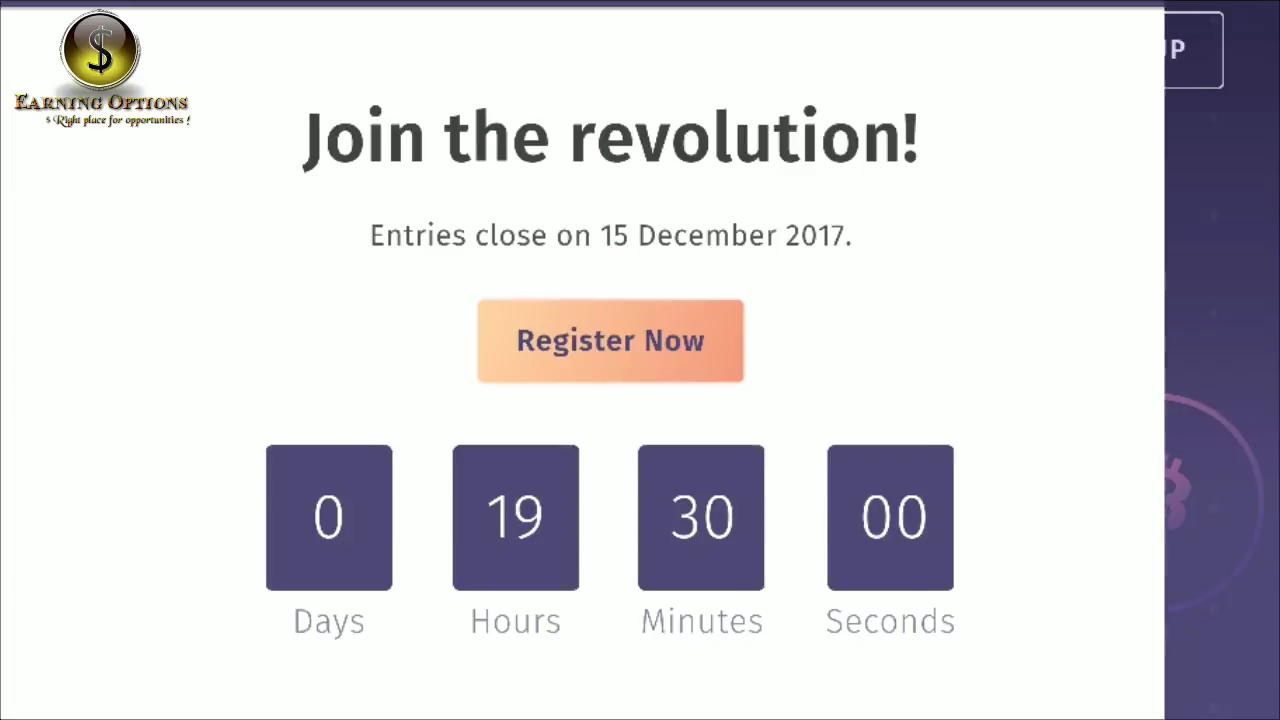 $
EARNING OPTIONS
$ Right place for opportunities !
UP
Join the revolution!
Entries close on 15 December 2017.
Register Now
0 19 30 00
Days Hours Minutes Seconds